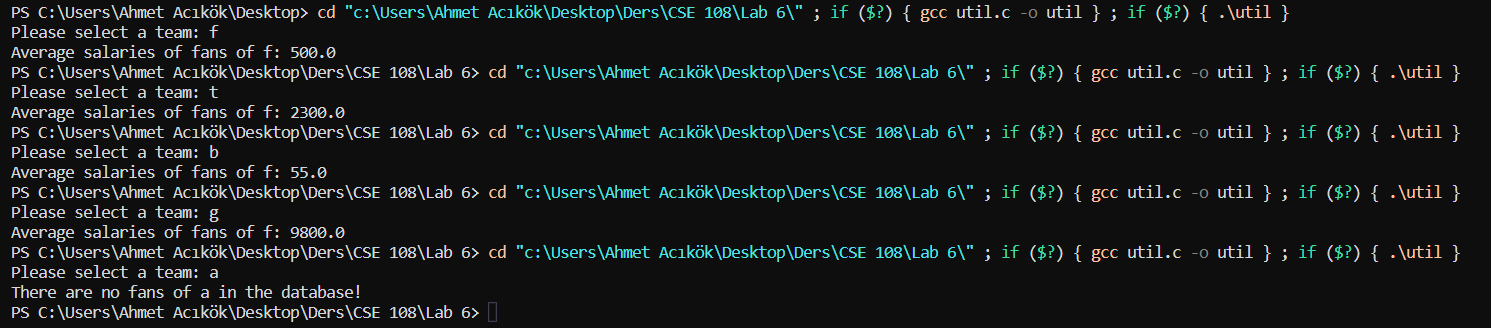 PS C:\Users\Ahmet Acıkök\Desktop> cd "c:\Users\Ahmet Acıkök\Desktop\Ders\CSE 108\Lab 6\" ; if ($?) { gcc util.c -o util } ; if ($?) { .\util }
Please select a team: f
Average salaries of fans of f: 500.0
PS C:\Users\Ahmet Acıkök\Desktop\Ders\CSE 108\Lab 6> cd "c:\Users\Ahmet Acıkök\Desktop\Ders\CSE 108\Lab 6\" ; if ($?) { gcc util.c -o util } ; if ($?) { .\util }
Please select a team: t
Average salaries of fans of f: 2300.0
PS C:\Users\Ahmet Acıkök\Desktop\Ders\CSE 108\Lab 6> cd "c:\Users\Ahmet Acıkök\Desktop\Ders\CSE 108\Lab 6\" ; if ($?) { gcc util.c -o util } ; if ($?) { .\util }
Please select a team: b
Average salaries of fans of f: 55.0
PS C:\Users\Ahmet Acıkök\Desktop\Ders\CSE 108\Lab 6> cd "c:\Users\Ahmet Acıkök\Desktop\Ders\CSE 108\Lab 6\" ; if ($?) { gcc util.c -o util } ; if ($?) { .\util }
Please select a team: g
Average salaries of fans of f: 9800.0
PS C:\Users\Ahmet Acıkök\Desktop\Ders\CSE 108\Lab 6> cd "c:\Users\Ahmet Acıkök\Desktop\Ders\CSE 108\Lab 6\" ; if ($?) { gcc util.c -o util } ; if ($?) { .\util }
Please select a team: a
There are no fans of a in the database!
PS C:\Users\Ahmet Acıkök\Desktop\Ders\CSE 108\Lab 6>